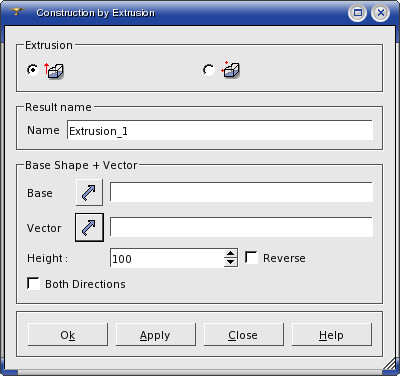 Construction by Extrusion
Extrusion
Result name
Name Extrusion_1
Base Shape + Vector
Base
Vector
Height : 100 Reverse
Both Directions
Ok Apply Close Help